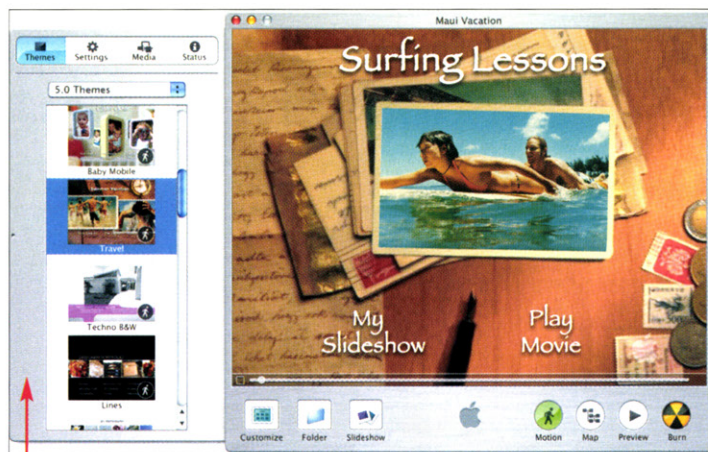 Maui Vacation
Themes
Settings
Media
Status
5.0 Themes
Baby Mobile
Travel
Techno B&W
Lines
Surfing Lessons
My
Slideshow
Play
Movie
Customize
Folder
Slideshow
Motion
Map
Preview
Burn